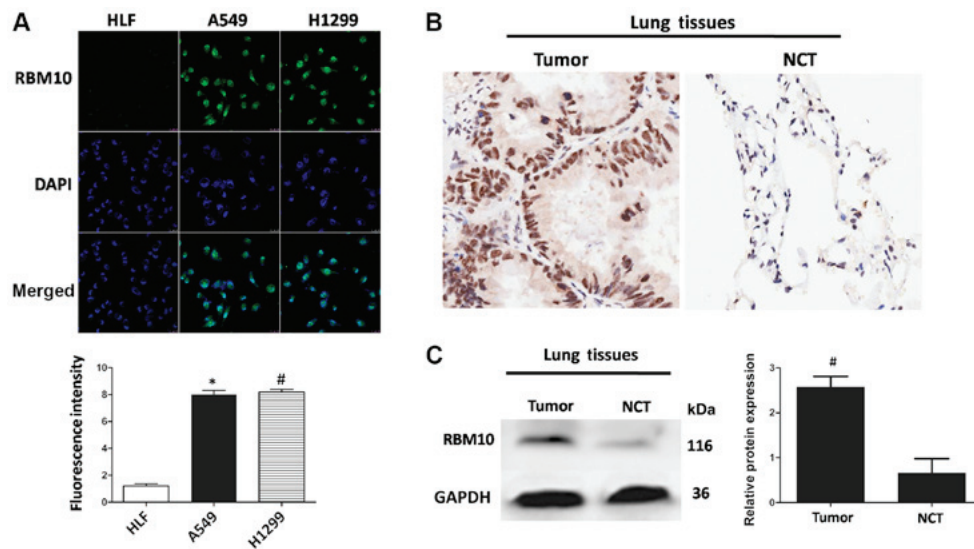 A
HLF A549 H1299
RBM10
DAPI
Merged
Fluorescence intensity
10
8
6
4
2
0
*
#
HLF
A549
H1299
B
Lung tissues
Tumor NCT
C
Lung tissues
Tumor NCT kDa
RBM10 116
GAPDH 36
Relative protein expression
3
2
1
0
#
Tumor NCT